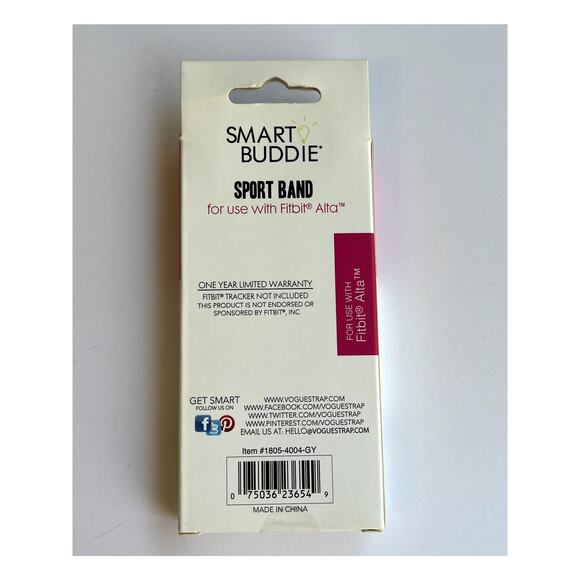 SMART
BUDDIE®
SPORT BAND
for use with Fitbit® Alta™
FOR USE WITH
Fitbit® Alta™
ONE YEAR LIMITED WARRANTY
FITBIT® TRACKER NOT INCLUDED
THIS PRODUCT IS NOT ENDORSED OR
SPONSORED BY FITBIT®, INC
GET SMART
FOLLOW US ON
WWW.VOGUESTRAP.COM
WWW.FACEBOOK.COM/VOGUESTRAP
WWW.TWITTER.COM/VOGUESTRAP
WWW.PINTEREST.COM/VOGUESTRAP
EMAIL US AT: HELLO@VOGUESTRAP.COM
Item #1805-4004-GY
0 75036 23654 9
MADE IN CHINA